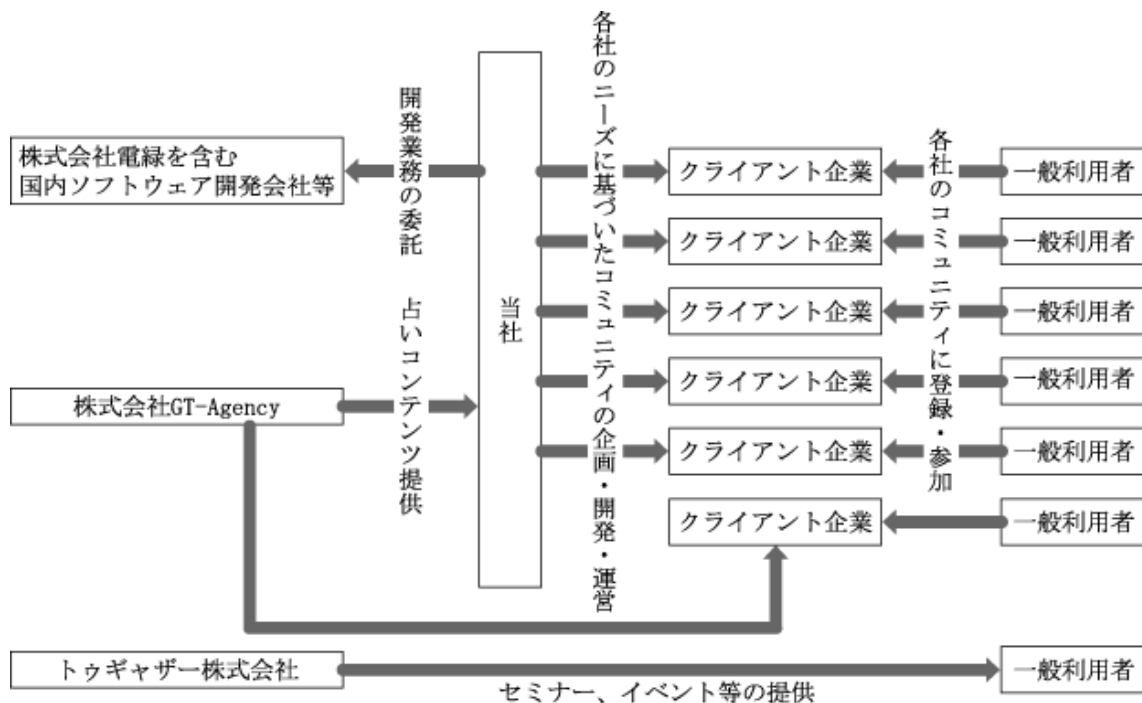 株式会社電緑を含む
国内ソフトウェア開発会社等
開発業務の委託
株式会社GT-Agency
占いコンテンツ提供
当社
各社のニーズに基づいたコミュニティの企画・開発・運営
クライアント企業
クライアント企業
クライアント企業
クライアント企業
クライアント企業
クライアント企業
各社のコミュニティに登録・参加
一般利用者
一般利用者
一般利用者
一般利用者
一般利用者
一般利用者
トゥギャザー株式会社
セミナー、イベント等の提供
一般利用者